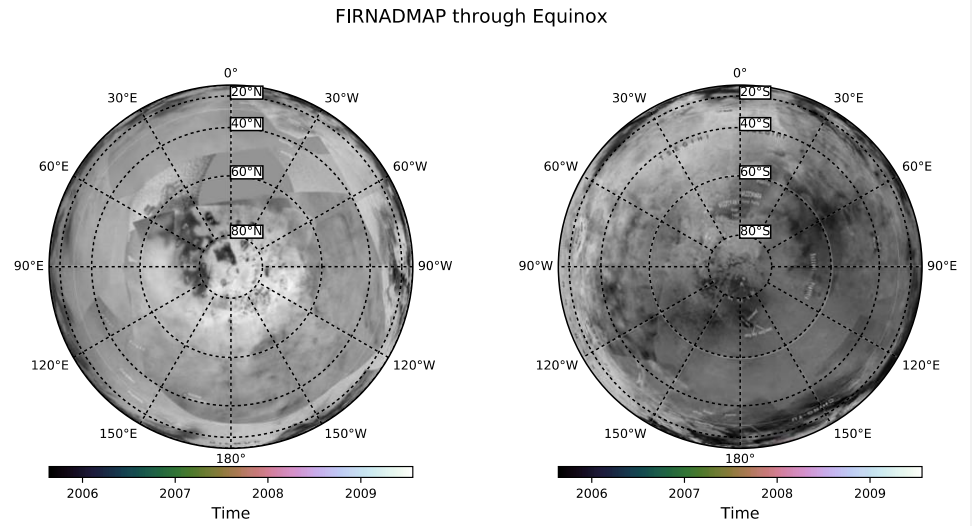 FIRNADMAP through Equinox
0°
0°
30°E
20°N
30°W
30°W
20°S
30°E
40°N
40°S
60°E
60°N
60°W
60°W
60°S
60°E
80°N
80°S
90°E
90°W
90°W
90°E
120°E
120°W
120°W
120°E
150°E
150°W
150°W
150°E
180°
180°
2006
2007
2008
2009
2006
2007
2008
2009
Time
Time